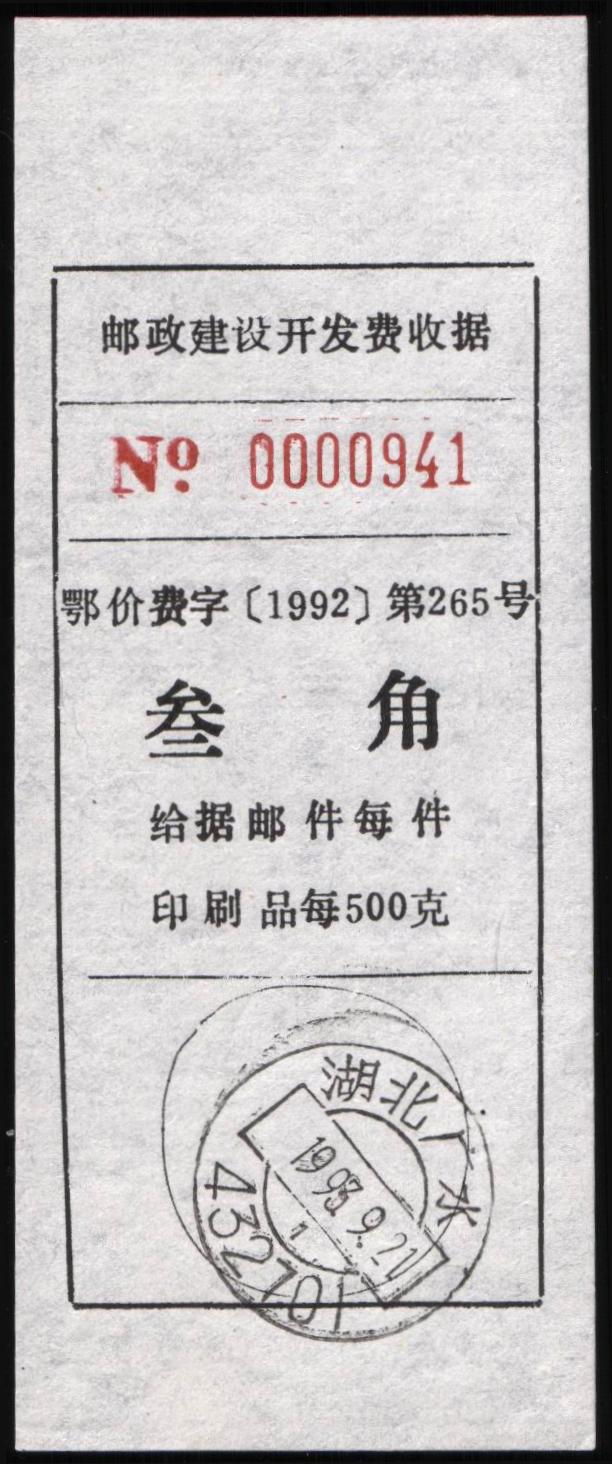 邮政建设开发费收据
Nº 0000941
鄂价费字〔1992〕第265号
叁 角
给据邮件每件
印刷品每500克
湖北广水
1993.9.21
432701